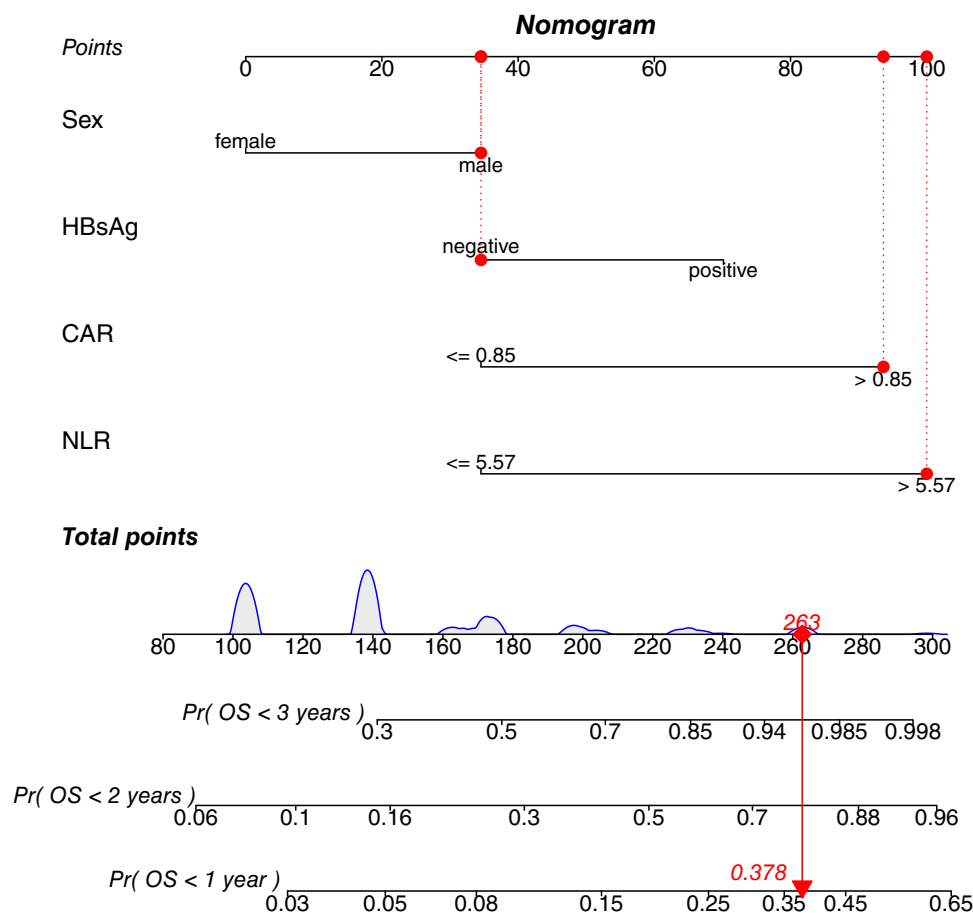 Nomogram
Points
0 20 40 60 80 100
Sex
female
male
HBsAg
negative
positive
CAR
<= 0.85
> 0.85
NLR
<= 5.57
> 5.57
Total points
263
80 100 120 140 160 180 200 220 240 260 280 300
Pr( OS < 3 years )
0.3 0.5 0.7 0.85 0.94 0.985 0.998
Pr( OS < 2 years )
0.06 0.1 0.16 0.3 0.5 0.7 0.88 0.96
Pr( OS < 1 year )
0.378
0.03 0.05 0.08 0.15 0.25 0.35 0.45 0.65